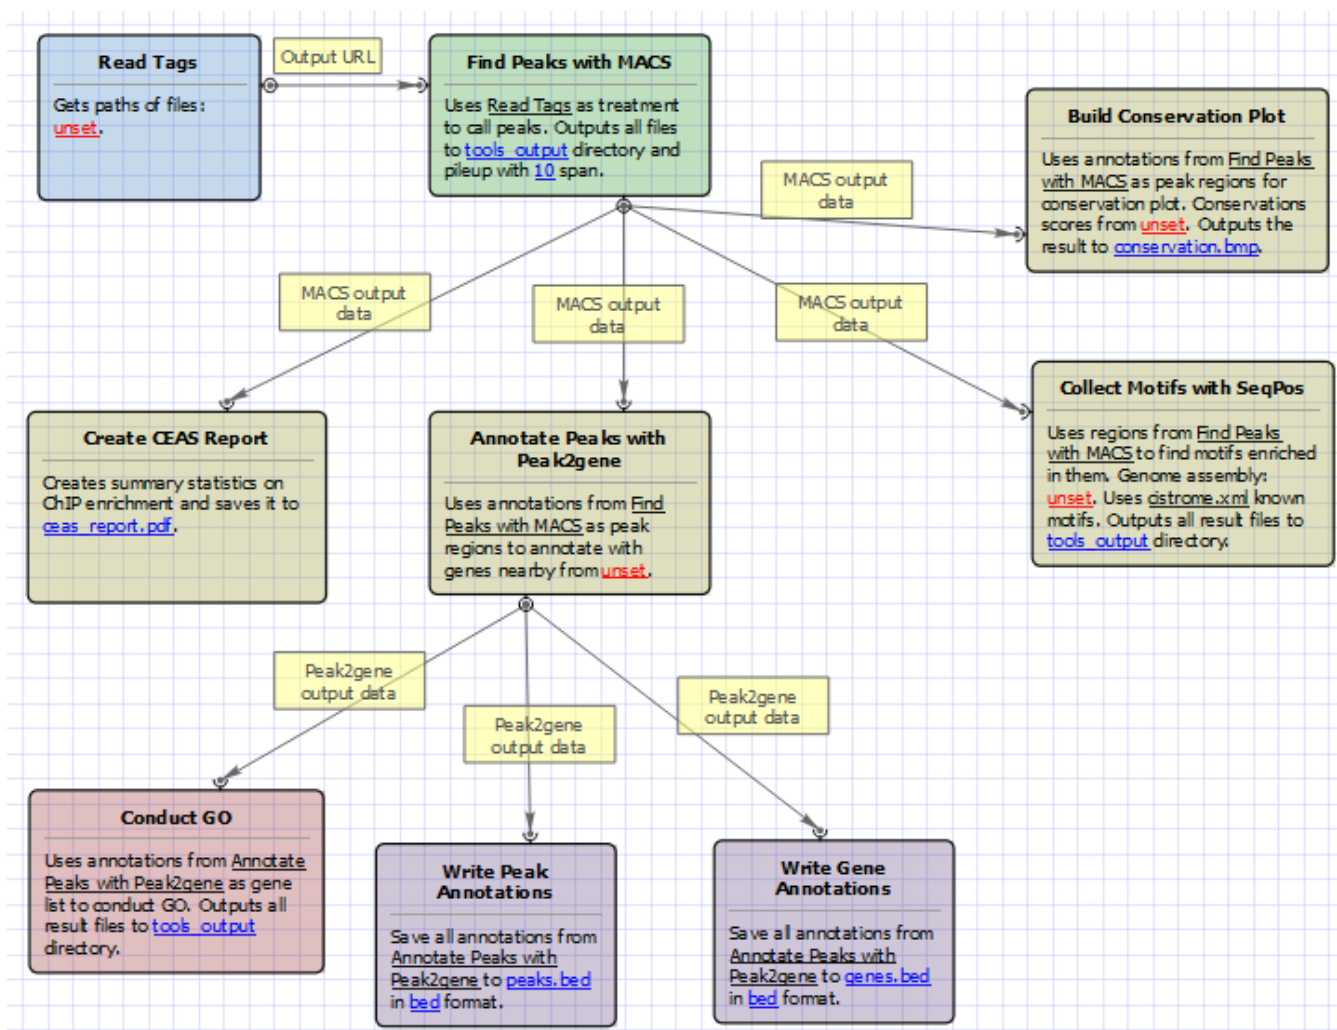 Read Tags
Gets paths of files:
unset.
Output URL
Find Peaks with MACS
Uses Read Tags as treatment
to call peaks. Outputs all files
to tools_output directory and
pileup with 10 span.
MACS output
data
Build Conservation Plot
Uses annotations from Find Peaks
with MACS as peak regions for
conservation plot. Conservations
scores from unset. Outputs the
result to conservation.bmp.
MACS output
data
MACS output
data
MACS output
data
Create CEAS Report
Creates summary statistics on
ChIP enrichment and saves it to
ceas_report.pdf.
Annotate Peaks with
Peak2gene
Uses annotations from Find
Peaks with MACS as peak
regions to annotate with
genes nearby from unset.
Collect Motifs with SeqPos
Uses regions from Find Peaks
with MACS to find motifs enriched
in them. Genome assembly:
unset. Uses cistrome.xml known
motifs. Outputs all result files to
tools_output directory.
Peak2gene
output data
Peak2gene
output data
Peak2gene
output data
Conduct GO
Uses annotations from Annotate
Peaks with Peak2gene as gene
list to conduct GO. Outputs all
result files to tools_output
directory.
Write Peak
Annotations
Save all annotations from
Annotate Peaks with
Peak2gene to peaks.bed
in bed format.
Write Gene
Annotations
Save all annotations from
Annotate Peaks with
Peak2gene to genes.bed
in bed format.